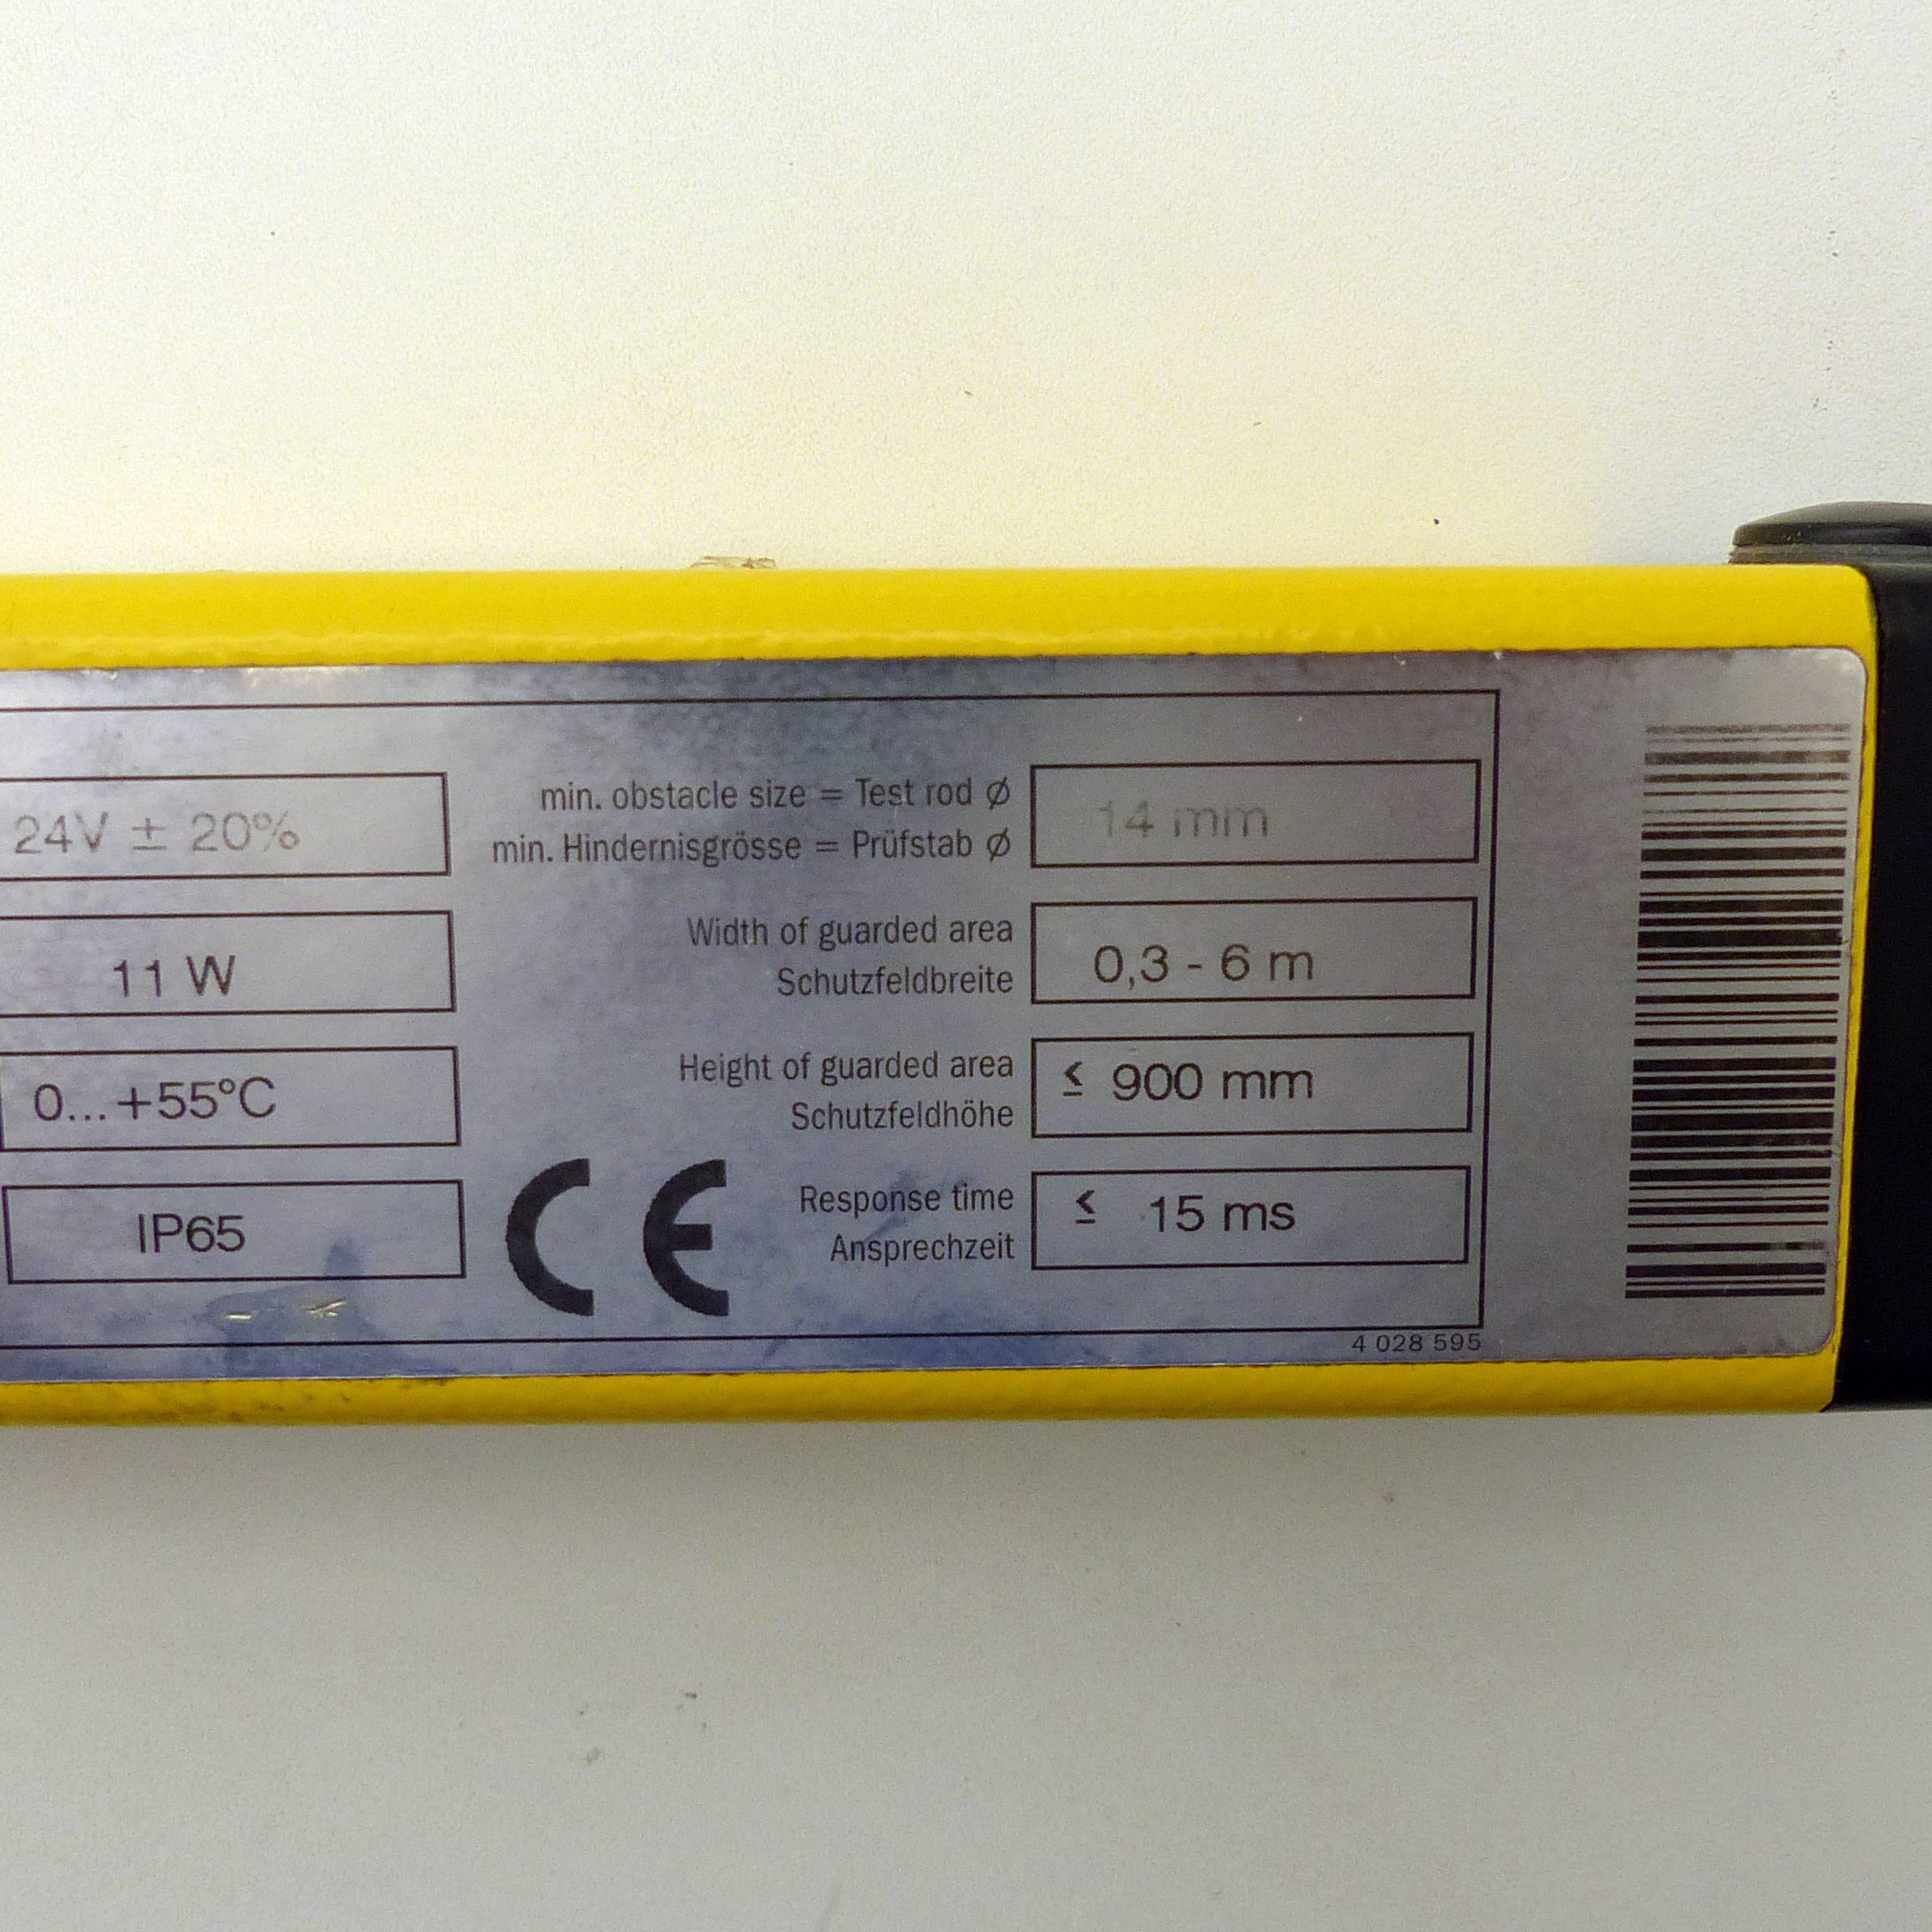 24V ± 20%
min. obstacle size = Test rod Ø
min. Hindernisgrösse = Prüfstab Ø
14 mm
11 W
Width of guarded area
Schutzfeldbreite
0,3 - 6 m
0...+55°C
Height of guarded area
Schutzfeldhöhe
≤ 900 mm
IP65
CE
Response time
Ansprechzeit
≤ 15 ms
4 028 595